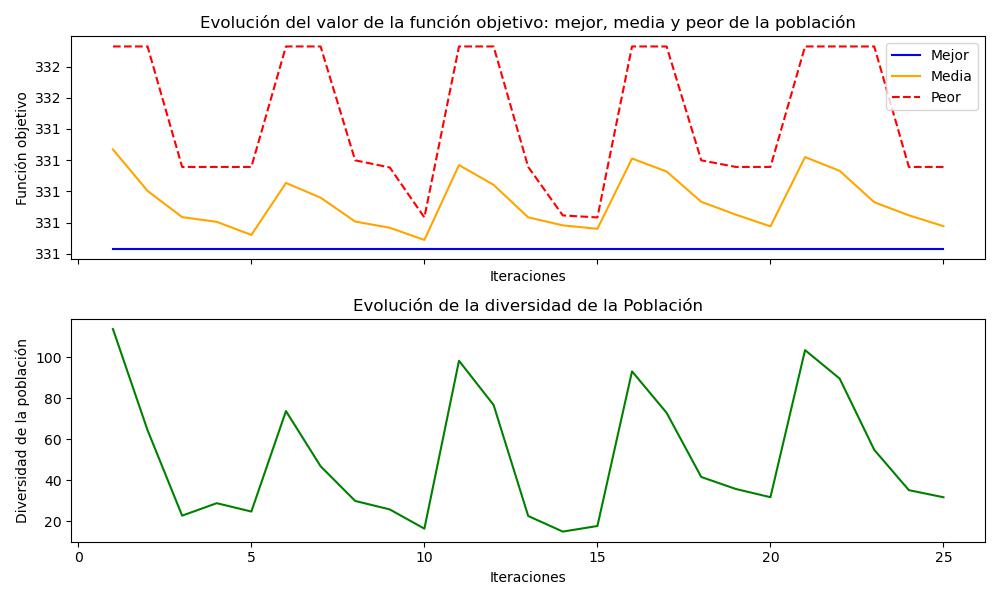 Evolución del valor de la función objetivo: mejor, media y peor de la población
Función objetivo
332
332
331
331
331
331
331
Mejor
Media
Peor
Iteraciones
Evolución de la diversidad de la Población
Diversidad de la población
100
80
60
40
20
0
5
10
15
20
25
Iteraciones